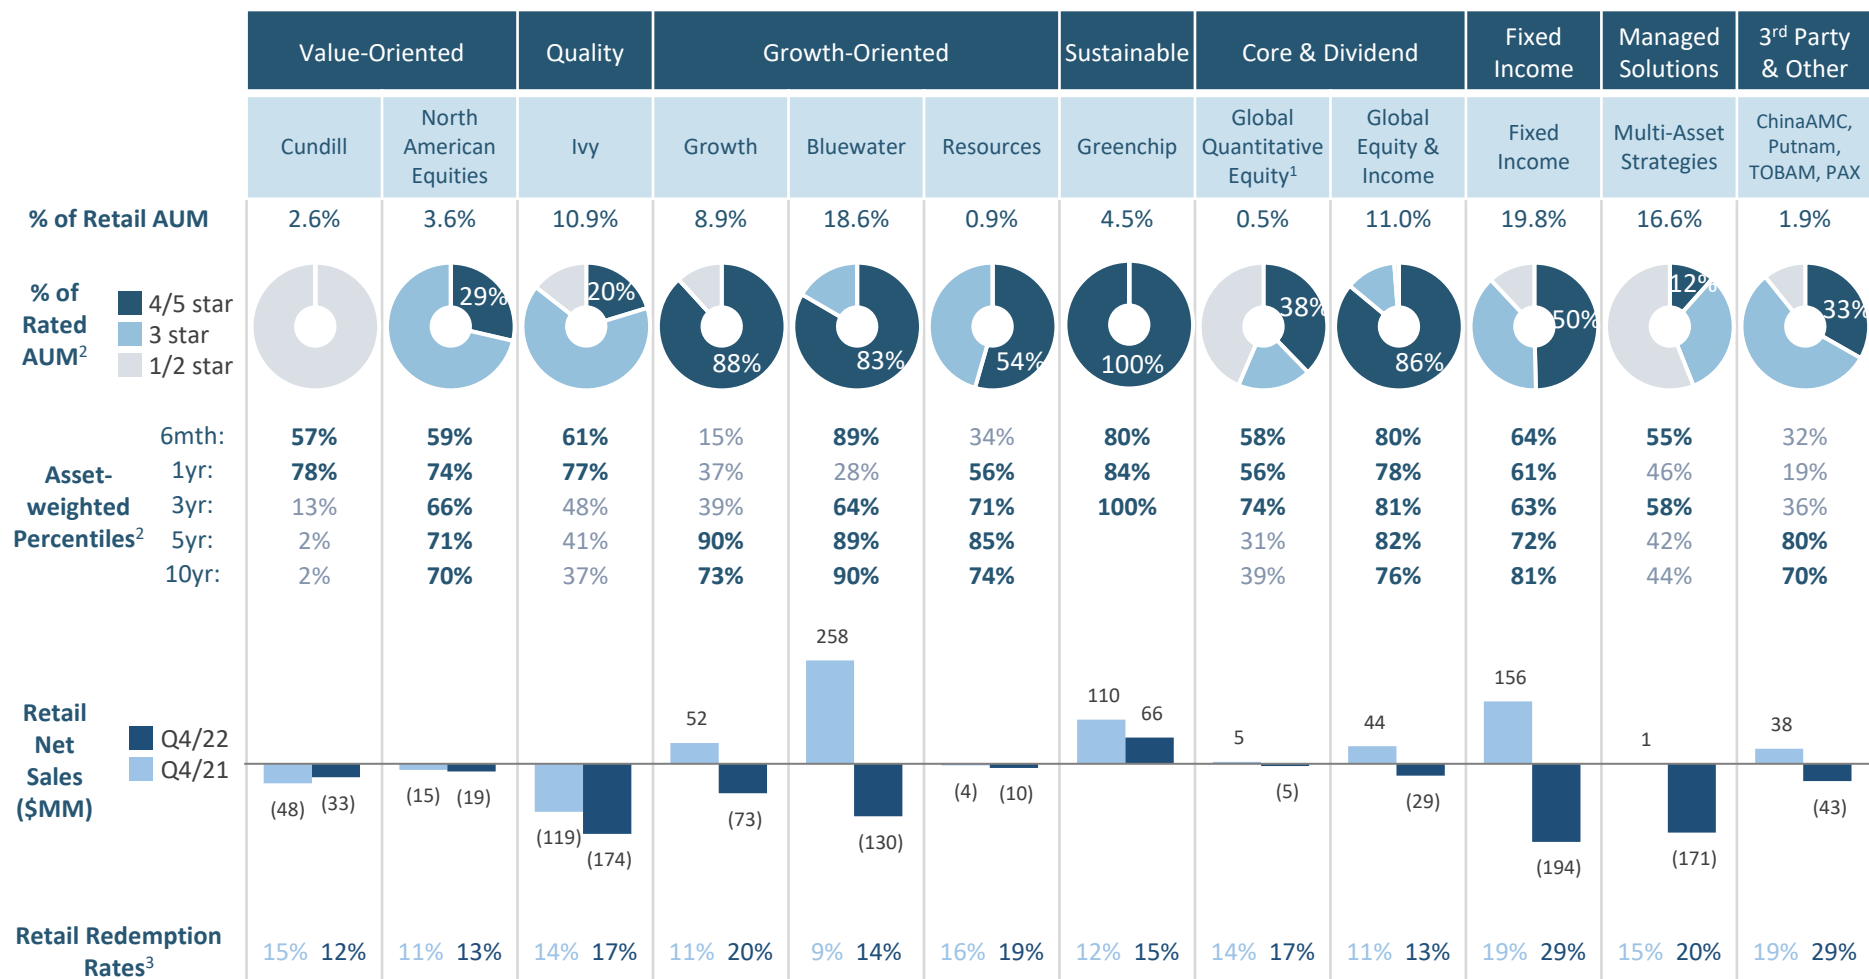 Value-Oriented Quality Growth-Oriented Sustainable Core & Dividend Fixed Income Managed Solutions 3rd Party & Other
Cundill North American Equities Ivy Growth Bluewater Resources Greenchip Global Quantitative Equity1 Global Equity & Income Fixed Income Multi-Asset Strategies ChinaAMC, Putnam, TOBAM, PAX
% of Retail AUM 2.6% 3.6% 10.9% 8.9% 18.6% 0.9% 4.5% 0.5% 11.0% 19.8% 16.6% 1.9%
% of Rated AUM2
4/5 star
3 star
1/2 star
29% 20% 88% 83% 54% 100% 38% 86% 50% 12% 33%
Asset-weighted Percentiles2
6mth: 57% 59% 61% 15% 89% 34% 80% 58% 80% 64% 55% 32%
1yr: 78% 74% 77% 37% 28% 56% 84% 56% 78% 61% 46% 19%
3yr: 13% 66% 48% 39% 64% 71% 100% 74% 81% 63% 58% 36%
5yr: 2% 71% 41% 90% 89% 85% 31% 82% 72% 42% 80%
10yr: 2% 70% 37% 73% 90% 74% 39% 76% 81% 44% 70%
Retail Net Sales ($MM)
Q4/22
Q4/21
(48) (33) (15) (19) (119) (174) 52 (73) 258 (130) (4) (10) 110 66 5 (5) 44 (29) 156 (194) 1 (171) 38 (43)
Retail Redemption Rates3 15% 12% 11% 13% 14% 17% 11% 20% 9% 14% 16% 19% 12% 15% 14% 17% 11% 13% 19% 29% 15% 20% 19% 29%